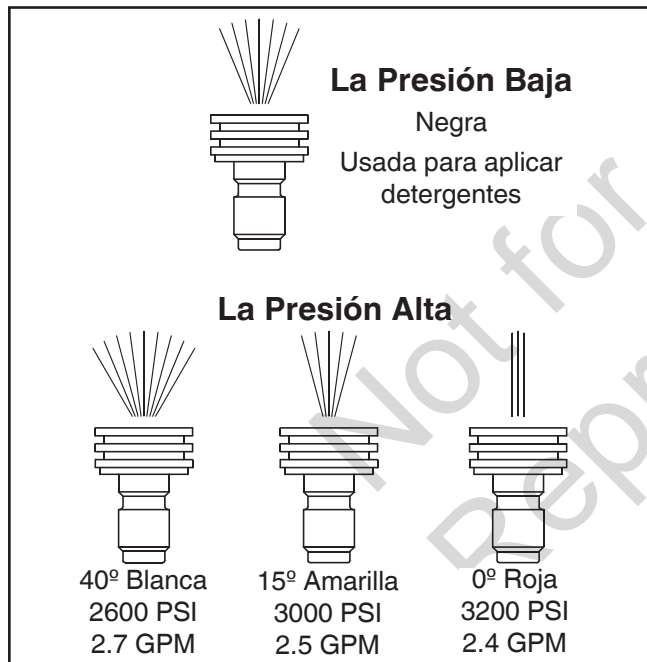 La Presión Baja
Negra
Usada para aplicar
detergentes
La Presión Alta
40º Blanca
2600 PSI
2.7 GPM
15º Amarilla
3000 PSI
2.5 GPM
0º Roja
3200 PSI
2.4 GPM
Not for
Repr